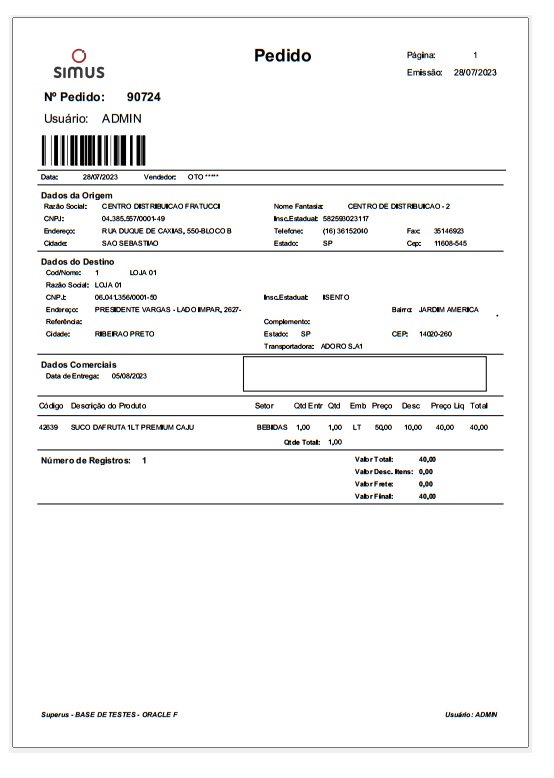 Pedido
Página: 1
Emissão: 28/07/2023
SIMUS
Nº Pedido: 90724
Usuário: ADMIN
Data: 28/07/2023 Vendedor: OTO *****
Dados da Origem
Razão Social: CENTRO DISTRIBUICAO FRATUCCI Nome Fantasia: CENTRO DE DISTRIBUICAO - 2
CNPJ: 04.385.557/0001-49 Insc.Estadual: 582593023117
Endereço: RUA DUQUE DE CAXIAS, 550-BLOCO B Telefone: (16) 36152040 Fax: 35146923
Cidade: SAO SEBASTIAO Estado: SP Cep: 11608-545
Dados do Destino
Cod/Nome: 1 LOJA 01
Razão Social: LOJA 01
CNPJ: 06.041.356/0001-50 Insc.Estadual: ISENTO
Endereço: PRESIDENTE VARGAS - LADO IMPAR, 2627- Bairro: JARDIM AMERICA
Referência: Complemento:
Cidade: RIBEIRAO PRETO Estado: SP CEP: 14020-260
Transportadora: ADORO S.A1
Dados Comerciais
Data de Entrega: 05/08/2023
Código Descrição do Produto Setor Qtd Entr Qtd Emb Preço Desc Preço Liq Total
42639 SUCO DAFRUTA 1LT PREMIUM CAJU BEBIDAS 1,00 1,00 LT 50,00 10,00 40,00 40,00
Qtde Total: 1,00
Número de Registros: 1
Valor Total: 40,00
Valor Desc. Itens: 0,00
Valor Frete: 0,00
Valor Final: 40,00
Superus - BASE DE TESTES - ORACLE F Usuário: ADMIN